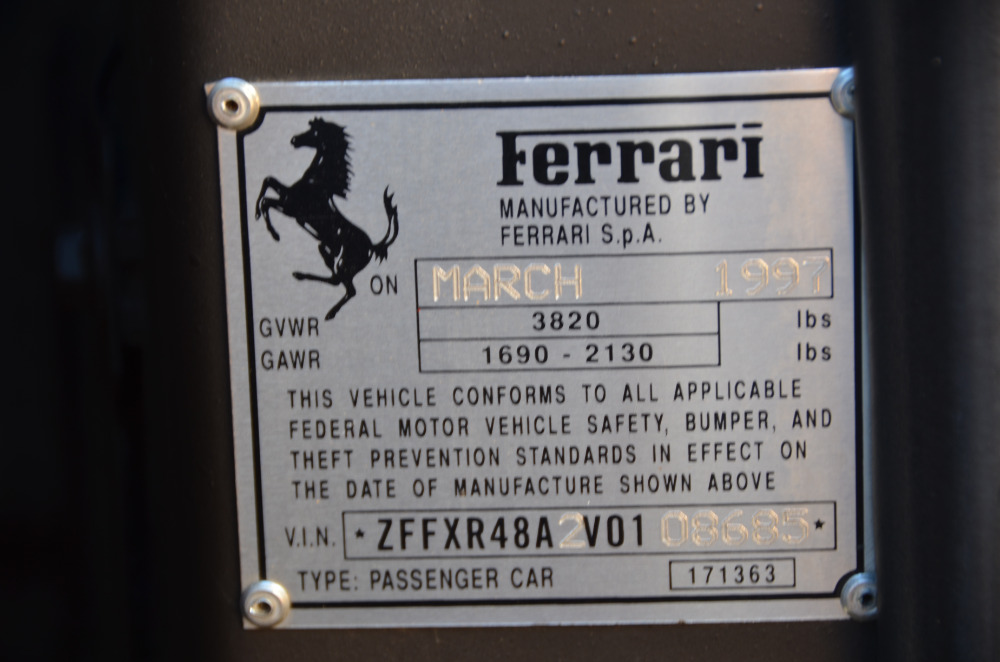 Ferrari
MANUFACTURED BY
FERRARI S.p.A.
ON MARCH 1997
GVWR 3820 lbs
GAWR 1690 - 2130 lbs
THIS VEHICLE CONFORMS TO ALL APPLICABLE
FEDERAL MOTOR VEHICLE SAFETY, BUMPER, AND
THEFT PREVENTION STANDARDS IN EFFECT ON
THE DATE OF MANUFACTURE SHOWN ABOVE
V.I.N. *ZFFXR48A2V0108685*
TYPE: PASSENGER CAR 171363